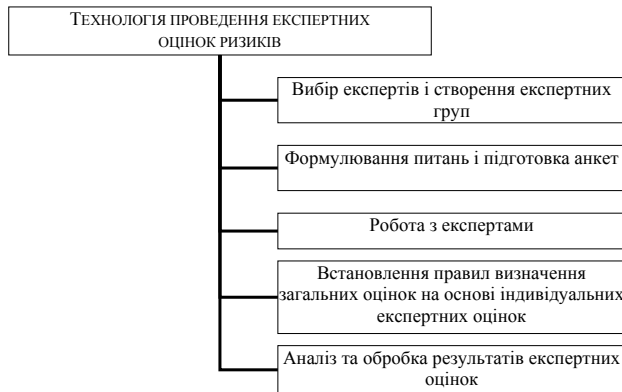 ТЕХНОЛОГІЯ ПРОВЕДЕННЯ ЕКСПЕРТНИХ
ОЦІНОК РИЗИКІВ
Вибір експертів і створення експертних
груп
Формулювання питань і підготовка анкет
Робота з експертами
Встановлення правил визначення
загальних оцінок на основі індивідуальних
експертних оцінок
Аналіз та обробка результатів експертних
оцінок